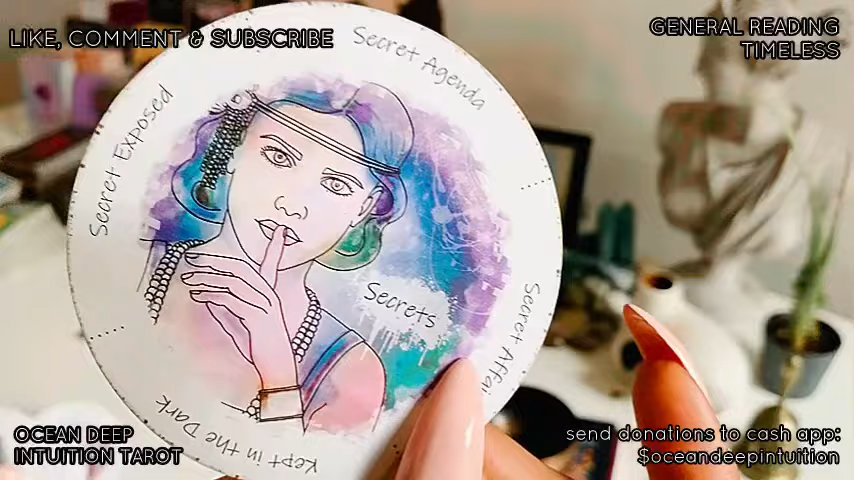 LIKE, COMMENT & SUBSCRIBE
GENERAL READING
TIMELESS
Secret Agenda
Secret Exposed
Secrets
Secret
Kept in the Dark
OCEAN DEEP
INTUITION TAROT
send donations to cash app:
$oceandeepintuition